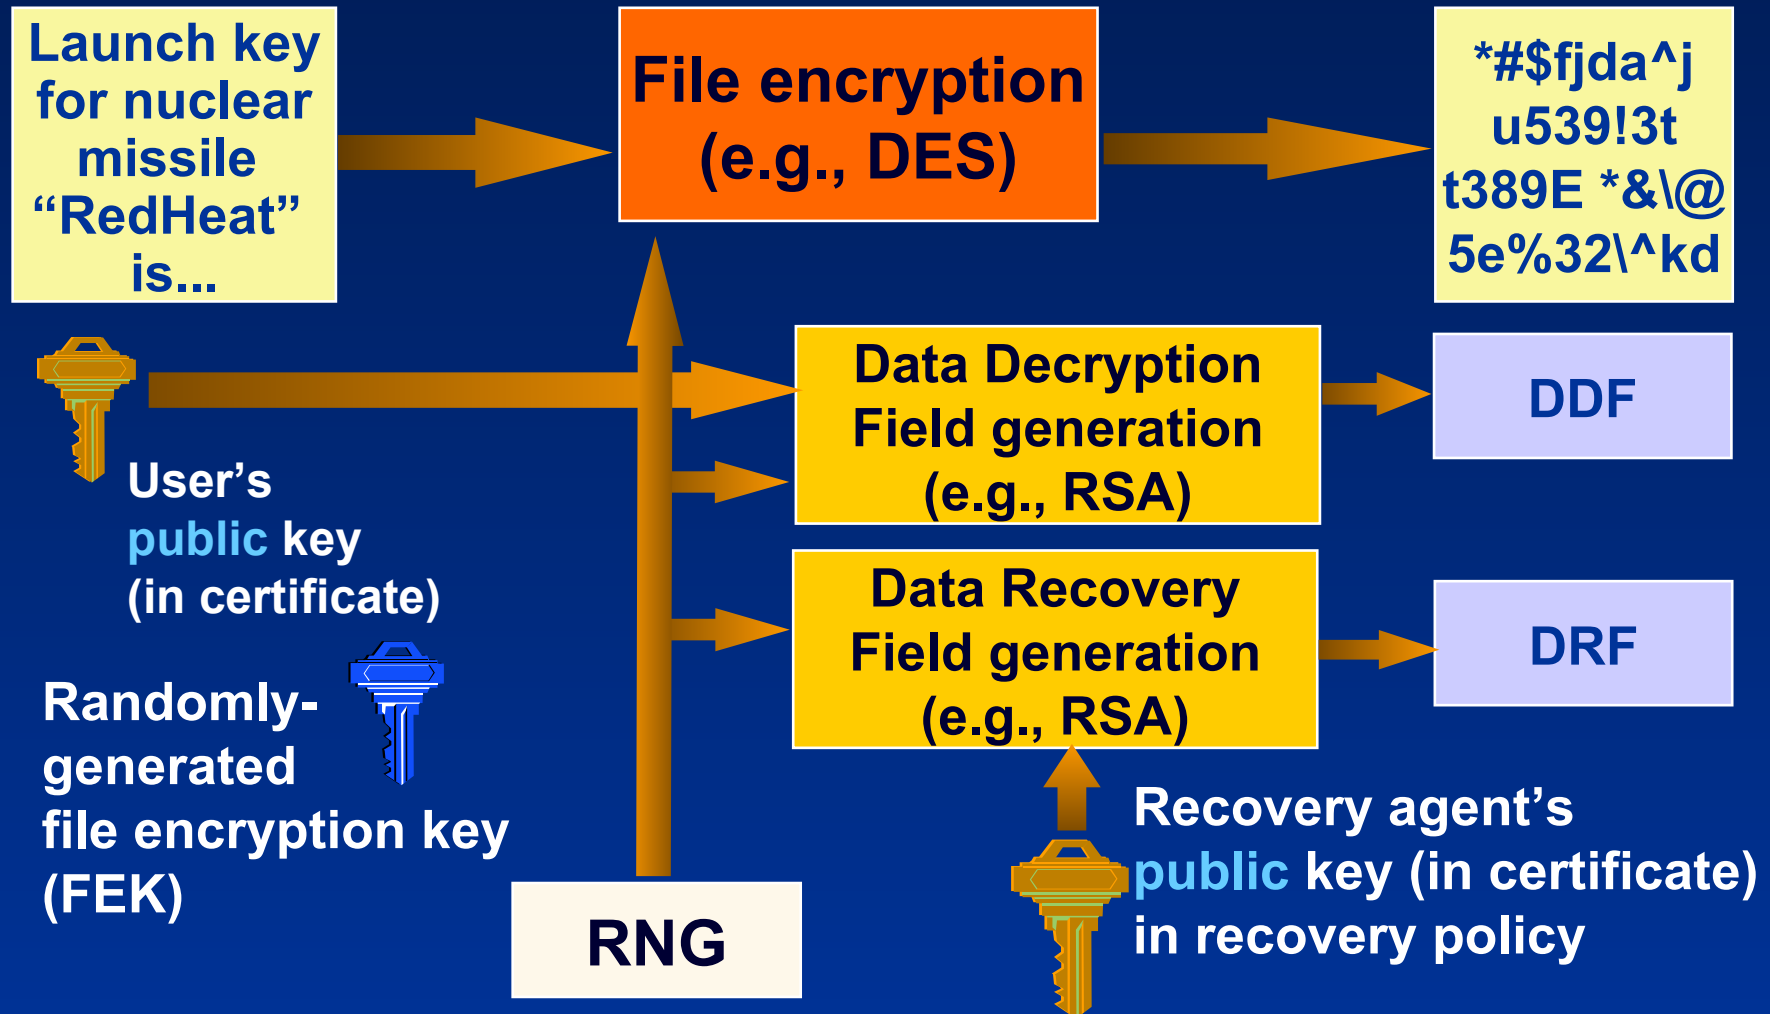 Launch key
for nuclear
missile
“RedHeat”
is...
File encryption
(e.g., DES)
*#$fjda^j
u539!3t
t389E *&\@
5e%32\^kd
Data Decryption
Field generation
(e.g., RSA)
DDF
User’s
public key
(in certificate)
Data Recovery
Field generation
(e.g., RSA)
DRF
Randomly-
generated
file encryption key
(FEK)
RNG
Recovery agent’s
public key (in certificate)
in recovery policy